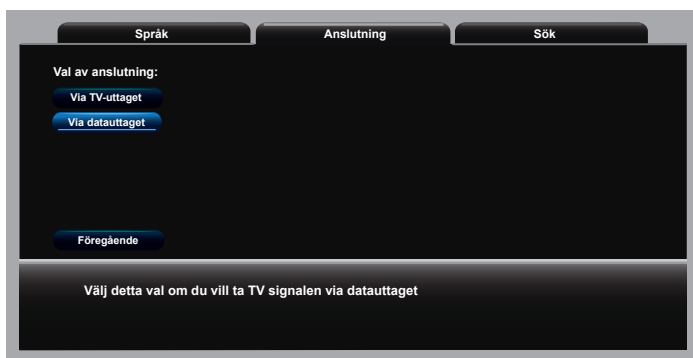 Språk Anslutning Sök
Val av anslutning:
Via TV-uttaget
Via datauttaget
Föregående
Välj detta val om du vill ta TV signalen via datauttaget